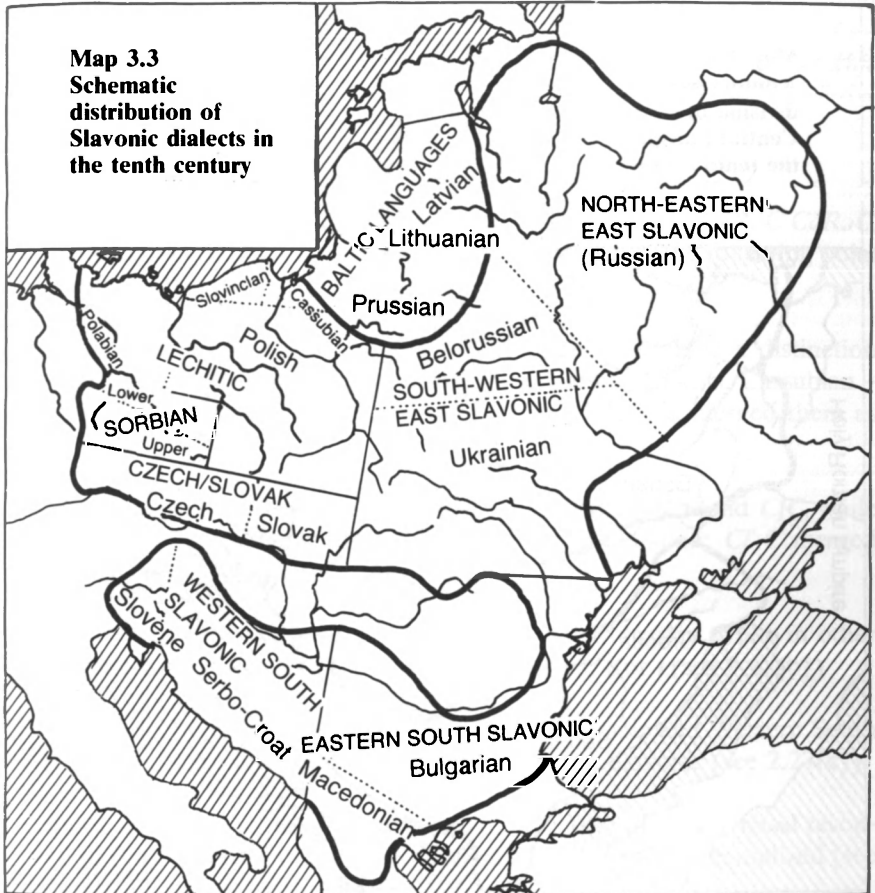 Map 3.3
Schematic
distribution of
Slavonic dialects in
the tenth century
BALTIC LANGUAGES
Latvian
Lithuanian
Prussian
NORTH-EASTERN
EAST SLAVONIC
(Russian)
Slovincian
Cassubian
Polabian
Polish
LECHITIC
Belorussian
SOUTH-WESTERN
EAST SLAVONIC
Ukrainian
Lower
SORBIAN
Upper
CZECH/SLOVAK
Czech
Slovak
WESTERN SOUTH
SLAVONIC
Slovene
Serbo-Croat
EASTERN SOUTH SLAVONIC
Bulgarian
Macedonian